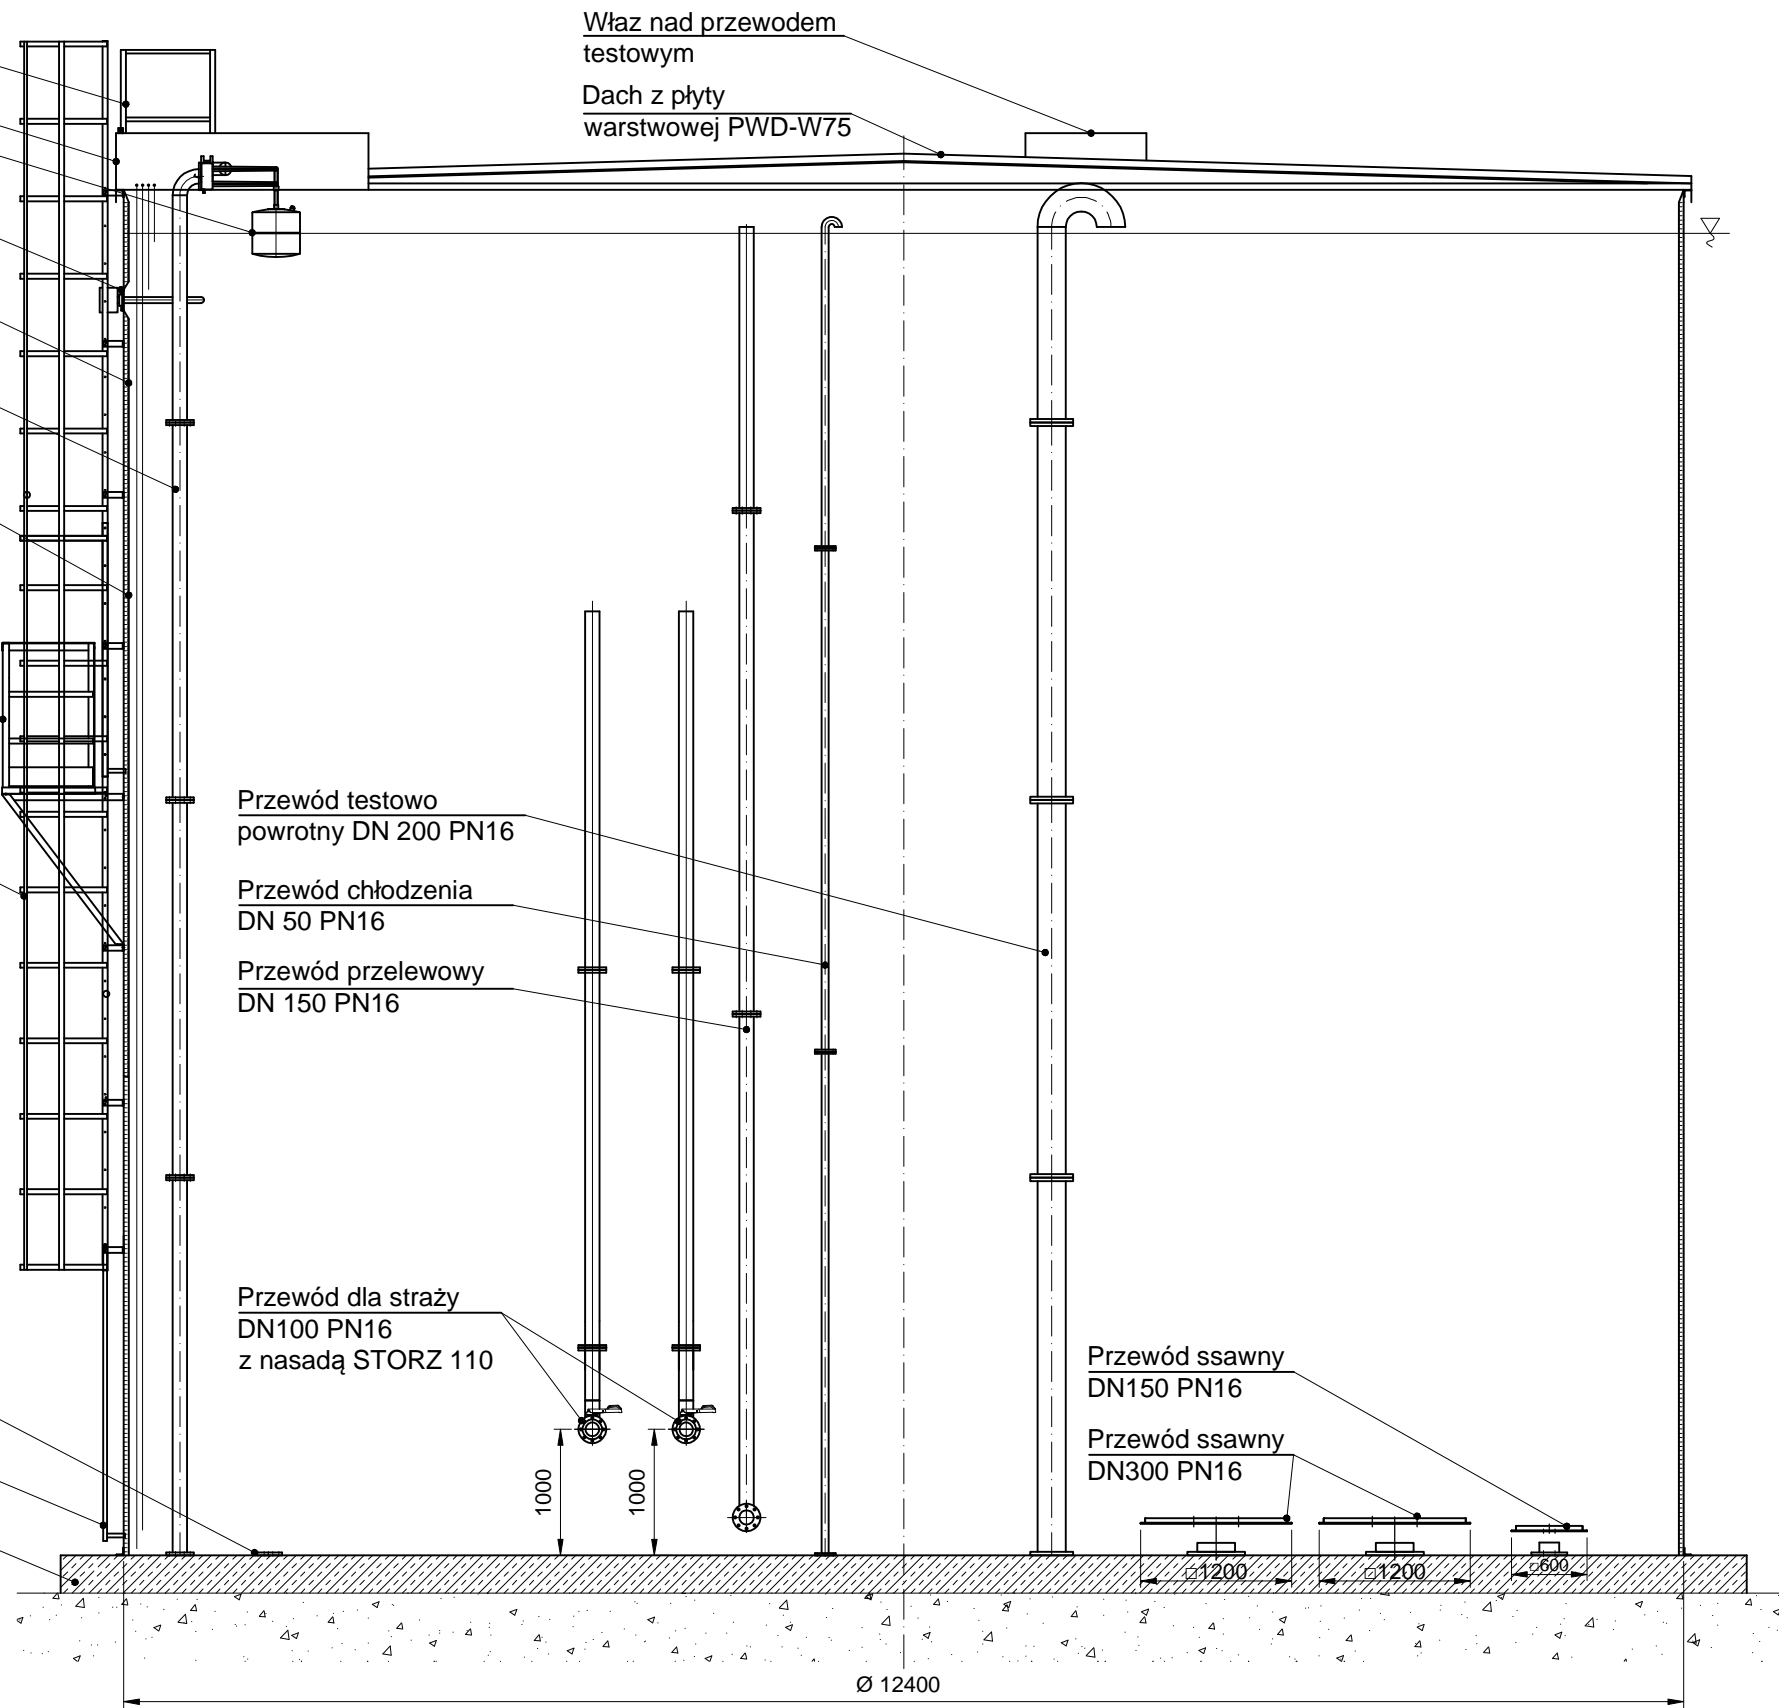 Właz nad przewodem
testowym
Dach z płyty
warstwowej PWD-W75
Przewód testowo
powrotny DN 200 PN16
Przewód chłodzenia
DN 50 PN16
Przewód przelewowy
DN 150 PN16
Przewód dla straży
DN100 PN16
z nasadą STORZ 110
Przewód ssawny
DN150 PN16
Przewód ssawny
DN300 PN16
1000
1000
□1200
□1200
□600
Ø 12400